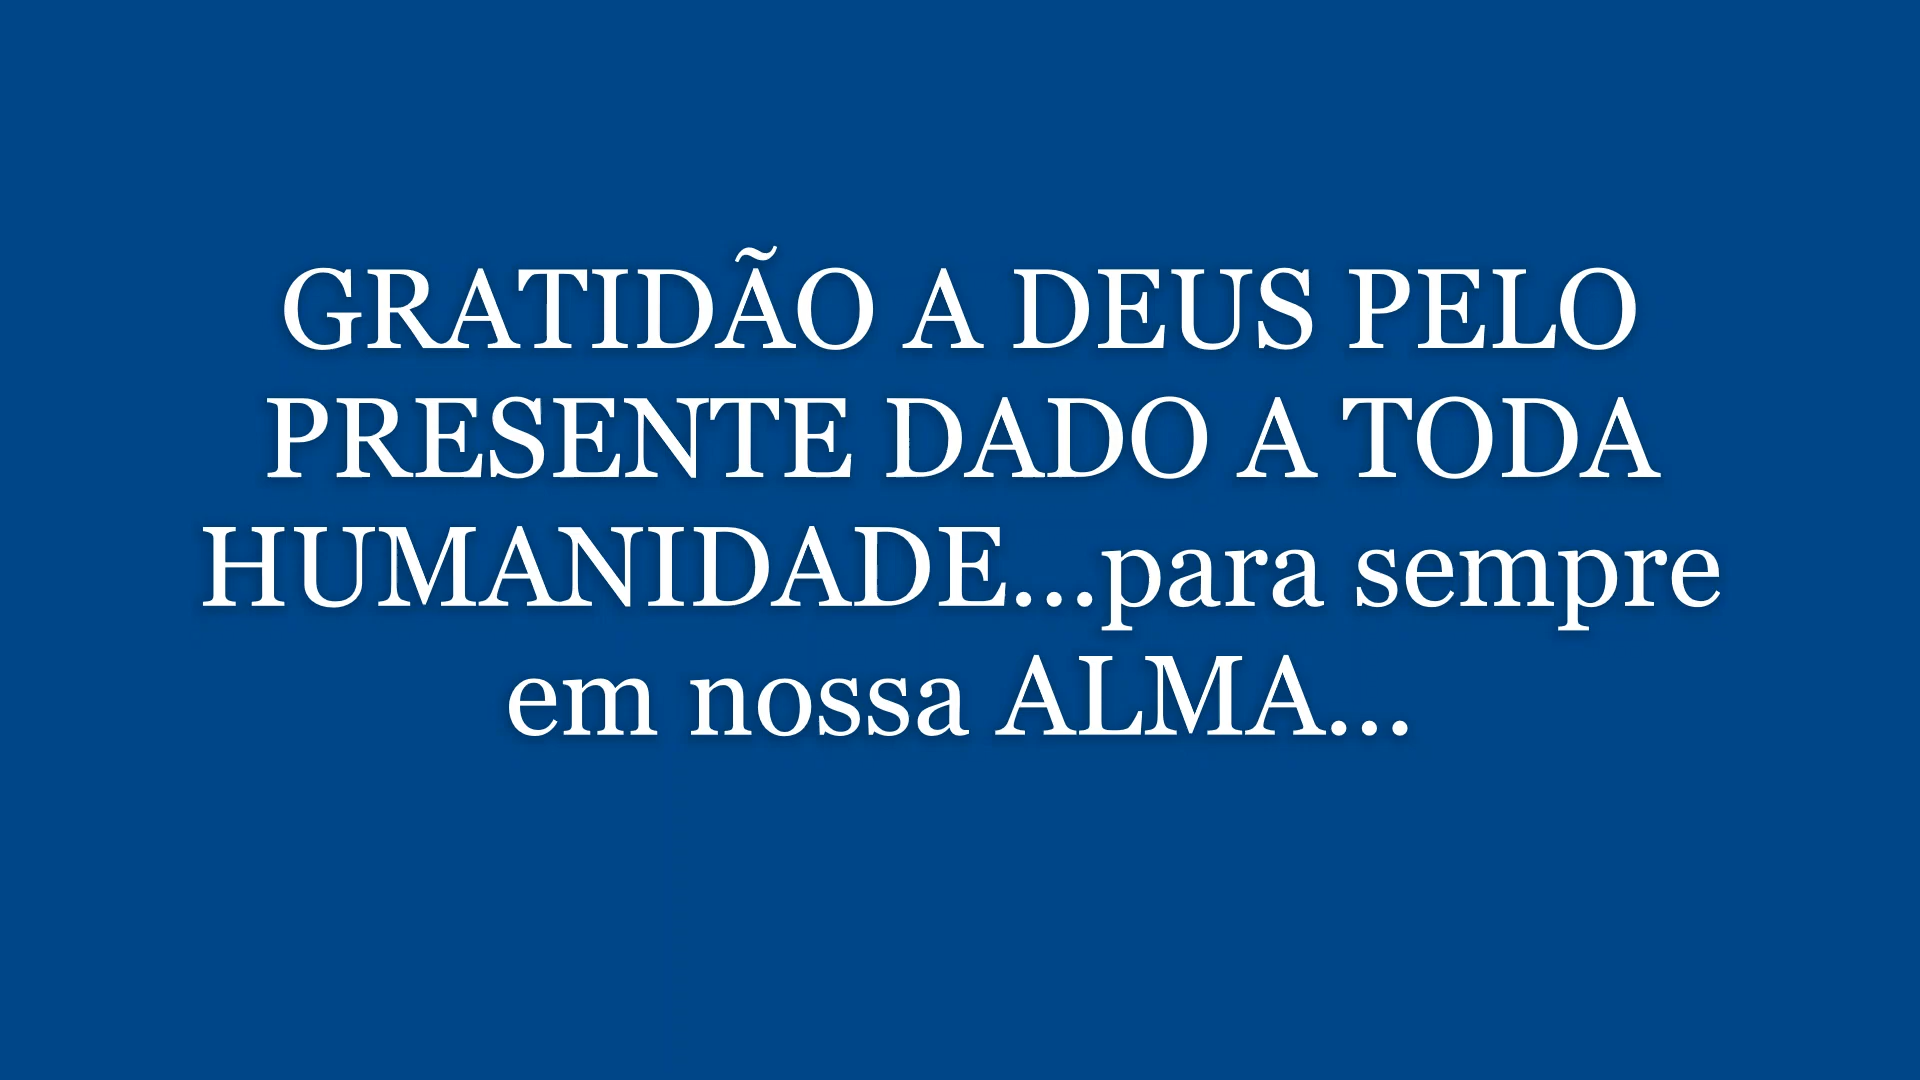 GRATIDÃO A DEUS PELO
PRESENTE DADO A TODA
HUMANIDADE...para sempre
em nossa ALMA...